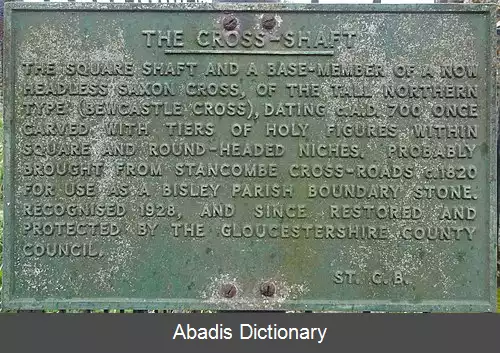 THE CROSS-SHAFT
THE SQUARE SHAFT AND A BASE-MEMBER OF A NOW
HEADLESS SAXON CROSS, OF THE TALL NORTHERN
TYPE (BEWCASTLE CROSS), DATING c.A.D. 700, ONCE
CARVED WITH TIERS OF HOLY FIGURES WITHIN
SQUARE AND ROUND-HEADED NICHES, PROBABLY
BROUGHT FROM STANCOMBE CROSS-ROADS c.1820
FOR USE AS A BISLEY PARISH BOUNDARY STONE.
RECOGNISED 1928, AND SINCE RESTORED AND
PROTECTED BY THE GLOUCESTERSHIRE COUNTY
COUNCIL.
ST. C. B.
Abadis Dictionary